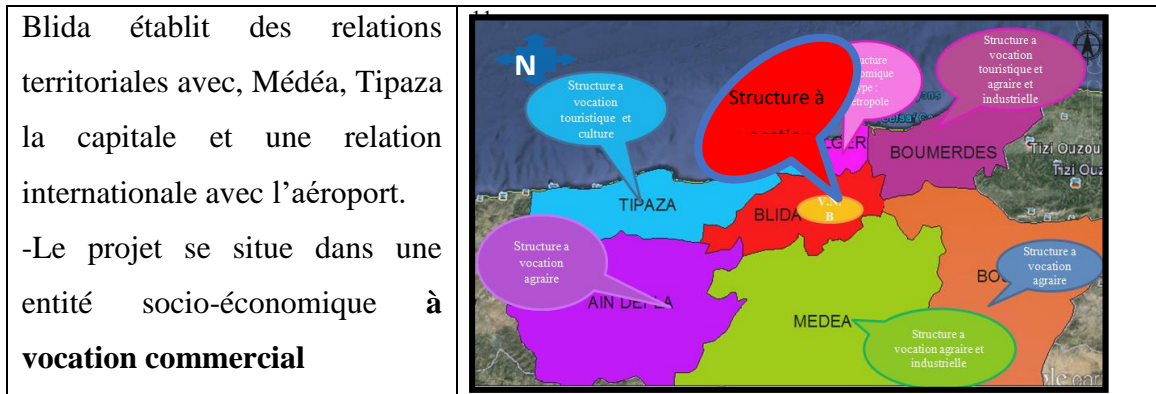 Blida établit des relations
territoriales avec, Médéa, Tipaza
la capitale et une relation
internationale avec l’aéroport.
-Le projet se situe dans une
entité socio-économique à
vocation commercial
N
Structure a
vocation
touristique et
culture
Structure à
Structure a
vocation
touristique et
agraire et
industrielle
BOUMERDES
Tizi Ouzou
TIPAZA
BLIDA
B
Structure a
vocation
agraire
Structure a
vocation
agraire
MEDEA
Structure a
vocation agraire et
industrielle